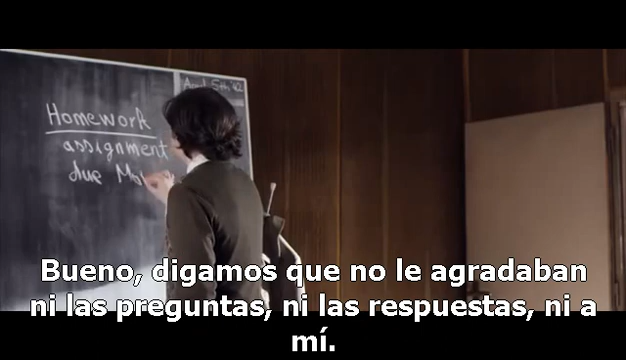 Homework
assignment
due Mo
Bueno, digamos que no le agradaban
ni las preguntas, ni las respuestas, ni a
mí.